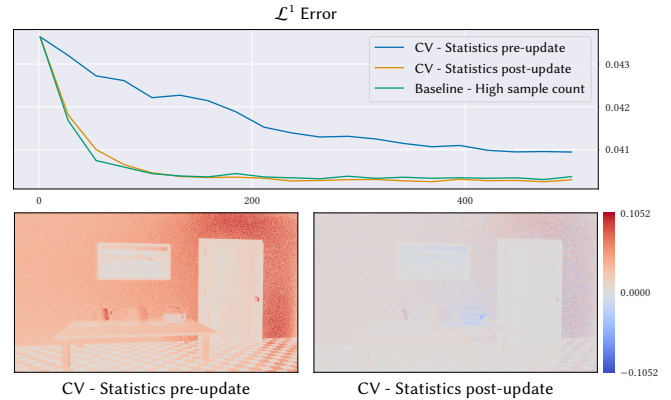 ℒ¹ Error
CV - Statistics pre-update
CV - Statistics post-update
Baseline - High sample count
0.043
0.042
0.041
0
200
400
0.1052
0.0000
−0.1052
CV - Statistics pre-update
CV - Statistics post-update